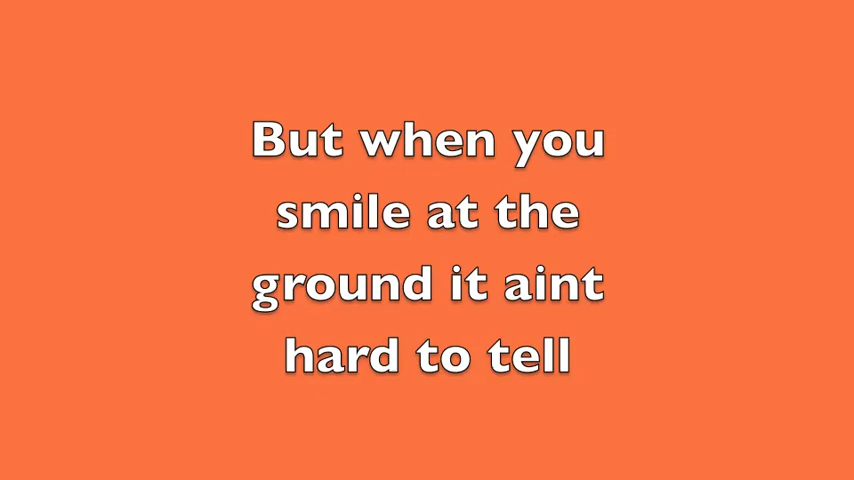 But when you
smile at the
ground it aint
hard to tell